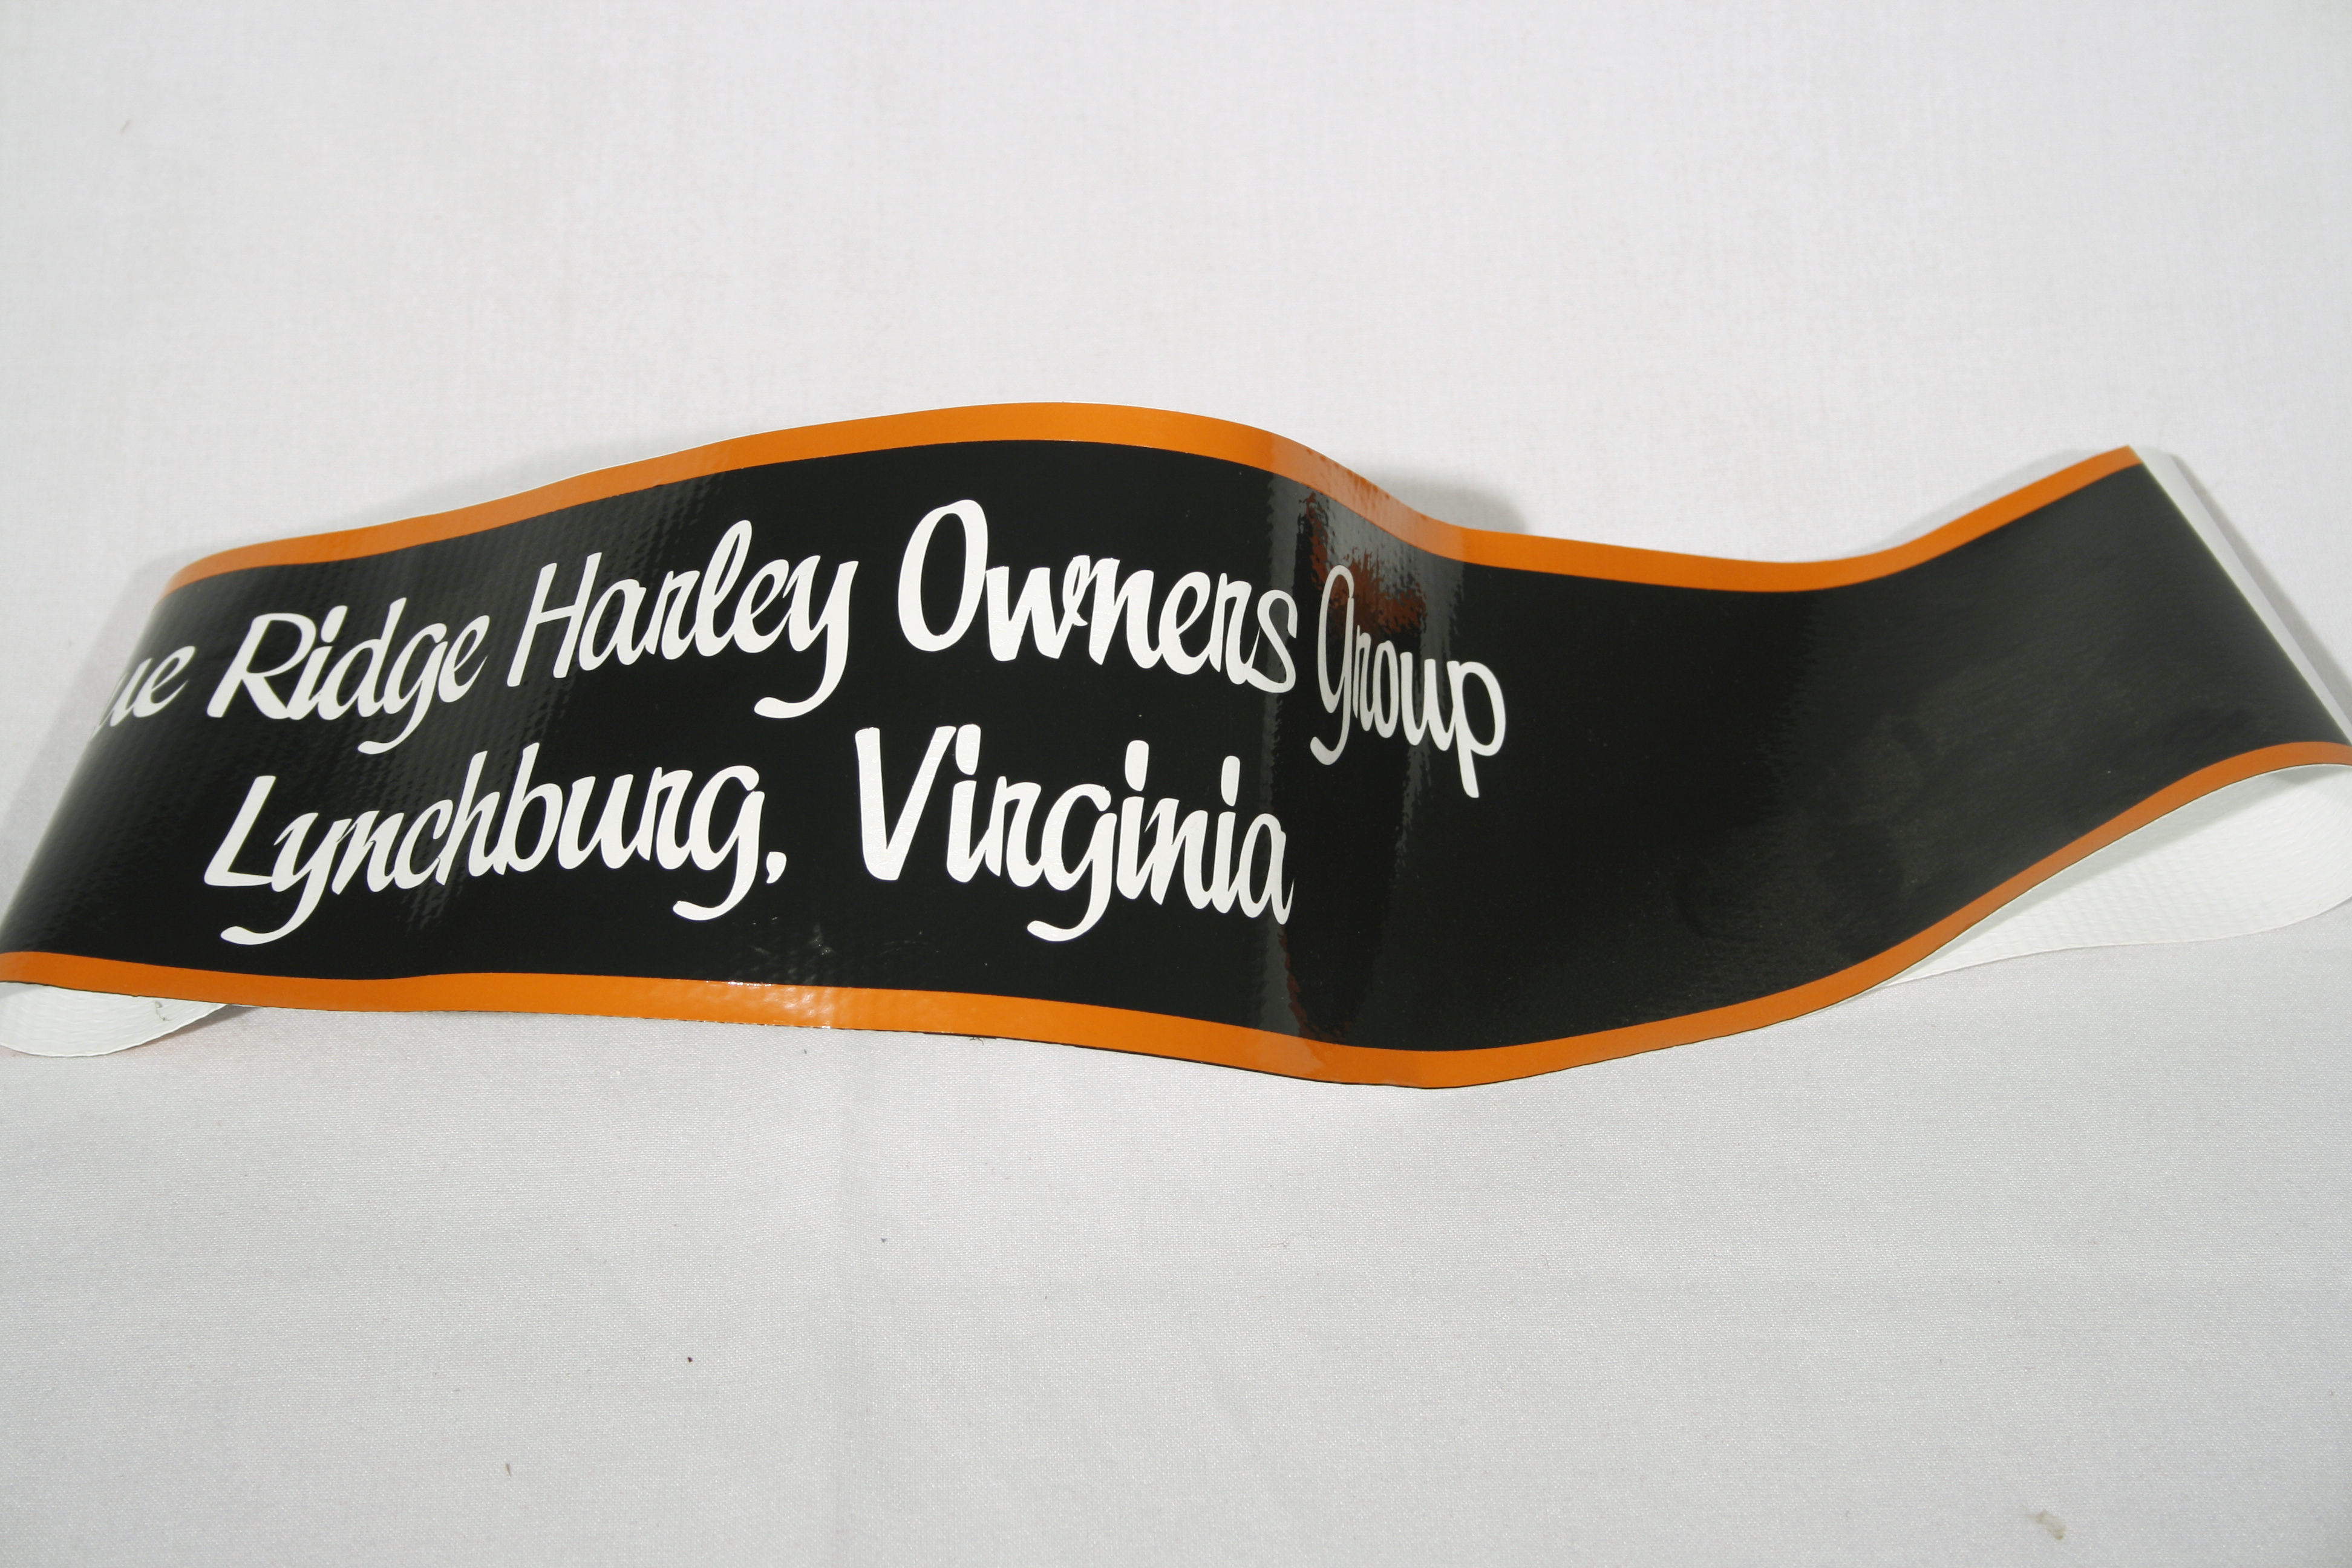 ue Ridge Harley Owners Group
Lynchburg, Virginia